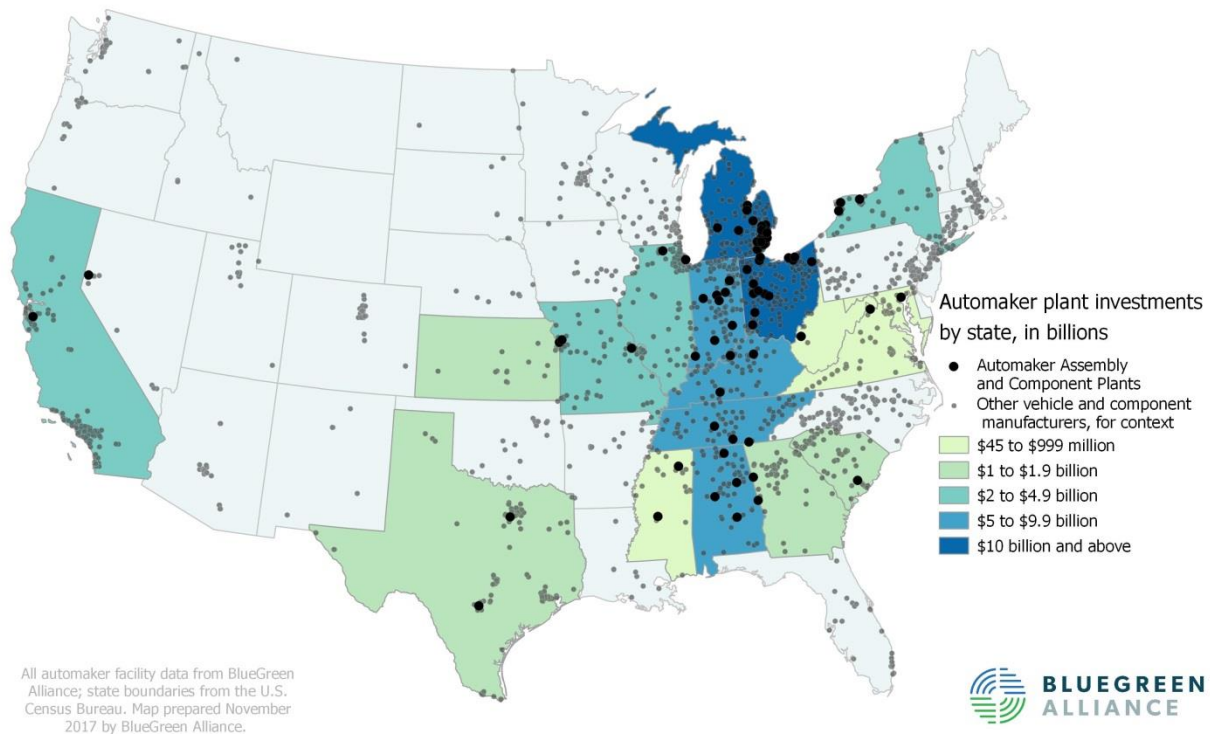 Automaker plant investments
by state, in billions
Automaker Assembly
and Component Plants
Other vehicle and component
manufacturers, for context
$45 to $999 million
$1 to $1.9 billion
$2 to $4.9 billion
$5 to $9.9 billion
$10 billion and above
All automaker facility data from BlueGreen
Alliance; state boundaries from the U.S.
Census Bureau. Map prepared November
2017 by BlueGreen Alliance.
BLUEGREEN
ALLIANCE